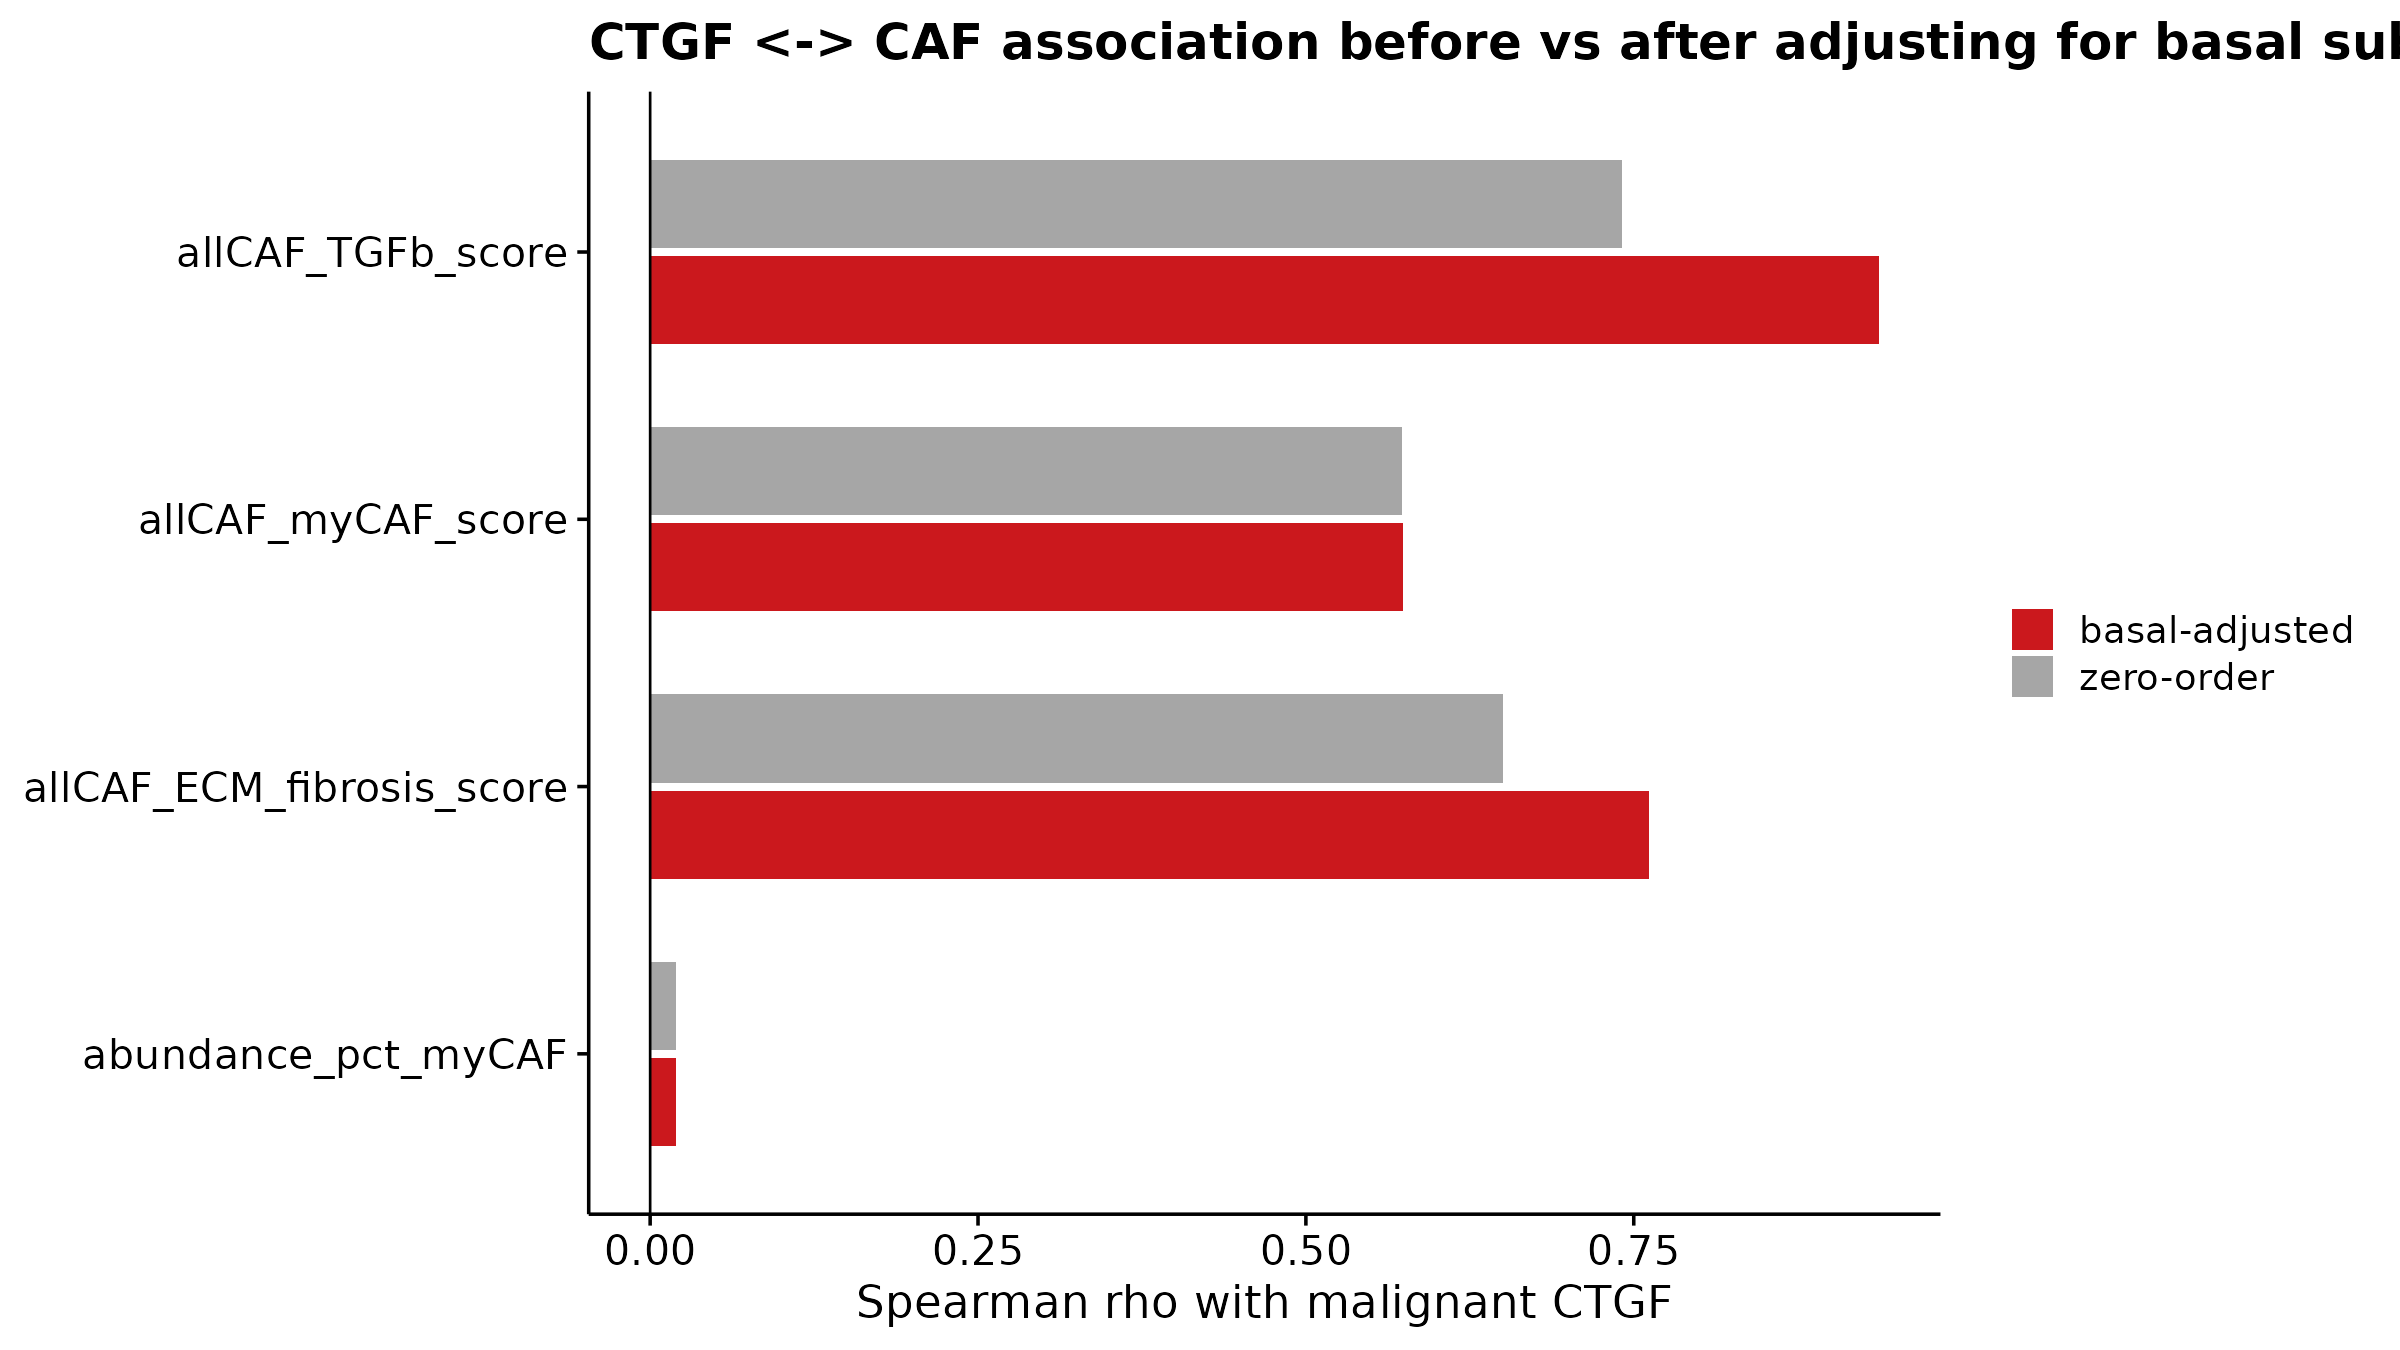 CTGF <-> CAF association before vs after adjusting for basal
allCAF_TGFb_score
allCAF_myCAF_score
allCAF_ECM_fibrosis_score
abundance_pct_myCAF
basal-adjusted
zero-order
0.00 0.25 0.50 0.75
Spearman rho with malignant CTGF